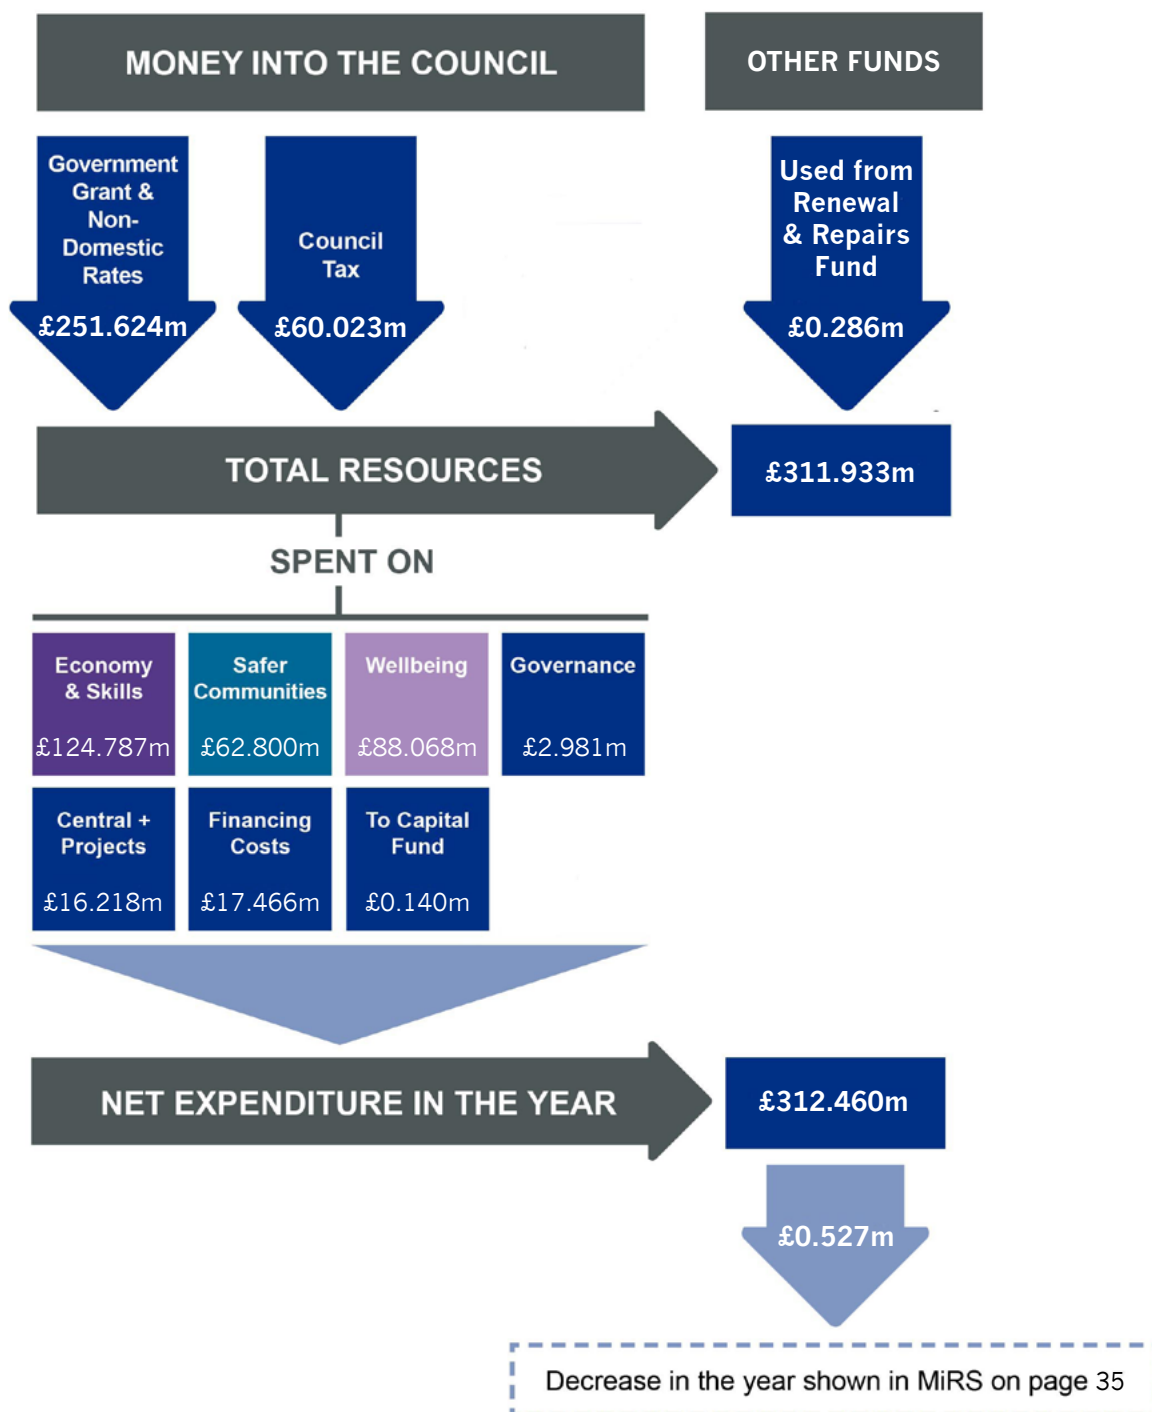 MONEY INTO THE COUNCIL
OTHER FUNDS
Government
Grant &
Non-
Domestic
Rates
£251.624m
Council
Tax
£60.023m
Used from
Renewal
& Repairs
Fund
£0.286m
TOTAL RESOURCES
£311.933m
SPENT ON
Economy
& Skills
£124.787m
Safer
Communities
£62.800m
Wellbeing
£88.068m
Governance
£2.981m
Central +
Projects
£16.218m
Financing
Costs
£17.466m
To Capital
Fund
£0.140m
NET EXPENDITURE IN THE YEAR
£312.460m
£0.527m
Decrease in the year shown in MiRS on page 35